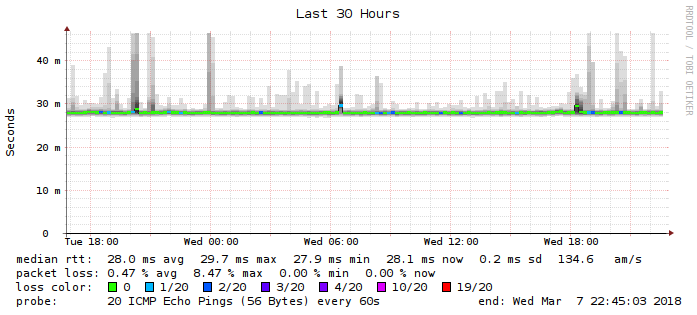 Last 30 Hours
RRDTOOL / TOBI OETIKER
Seconds
40 m
30 m
20 m
10 m
0
Tue 18:00 Wed 00:00 Wed 06:00 Wed 12:00 Wed 18:00
median rtt: 28.0 ms avg 29.7 ms max 27.9 ms min 28.1 ms now 0.2 ms sd 134.6 am/s
packet loss: 0.47 % avg 8.47 % max 0.00 % min 0.00 % now
loss color: 0 1/20 2/20 3/20 4/20 10/20 19/20
probe: 20 ICMP Echo Pings (56 Bytes) every 60s end: Wed Mar 7 22:45:03 2018